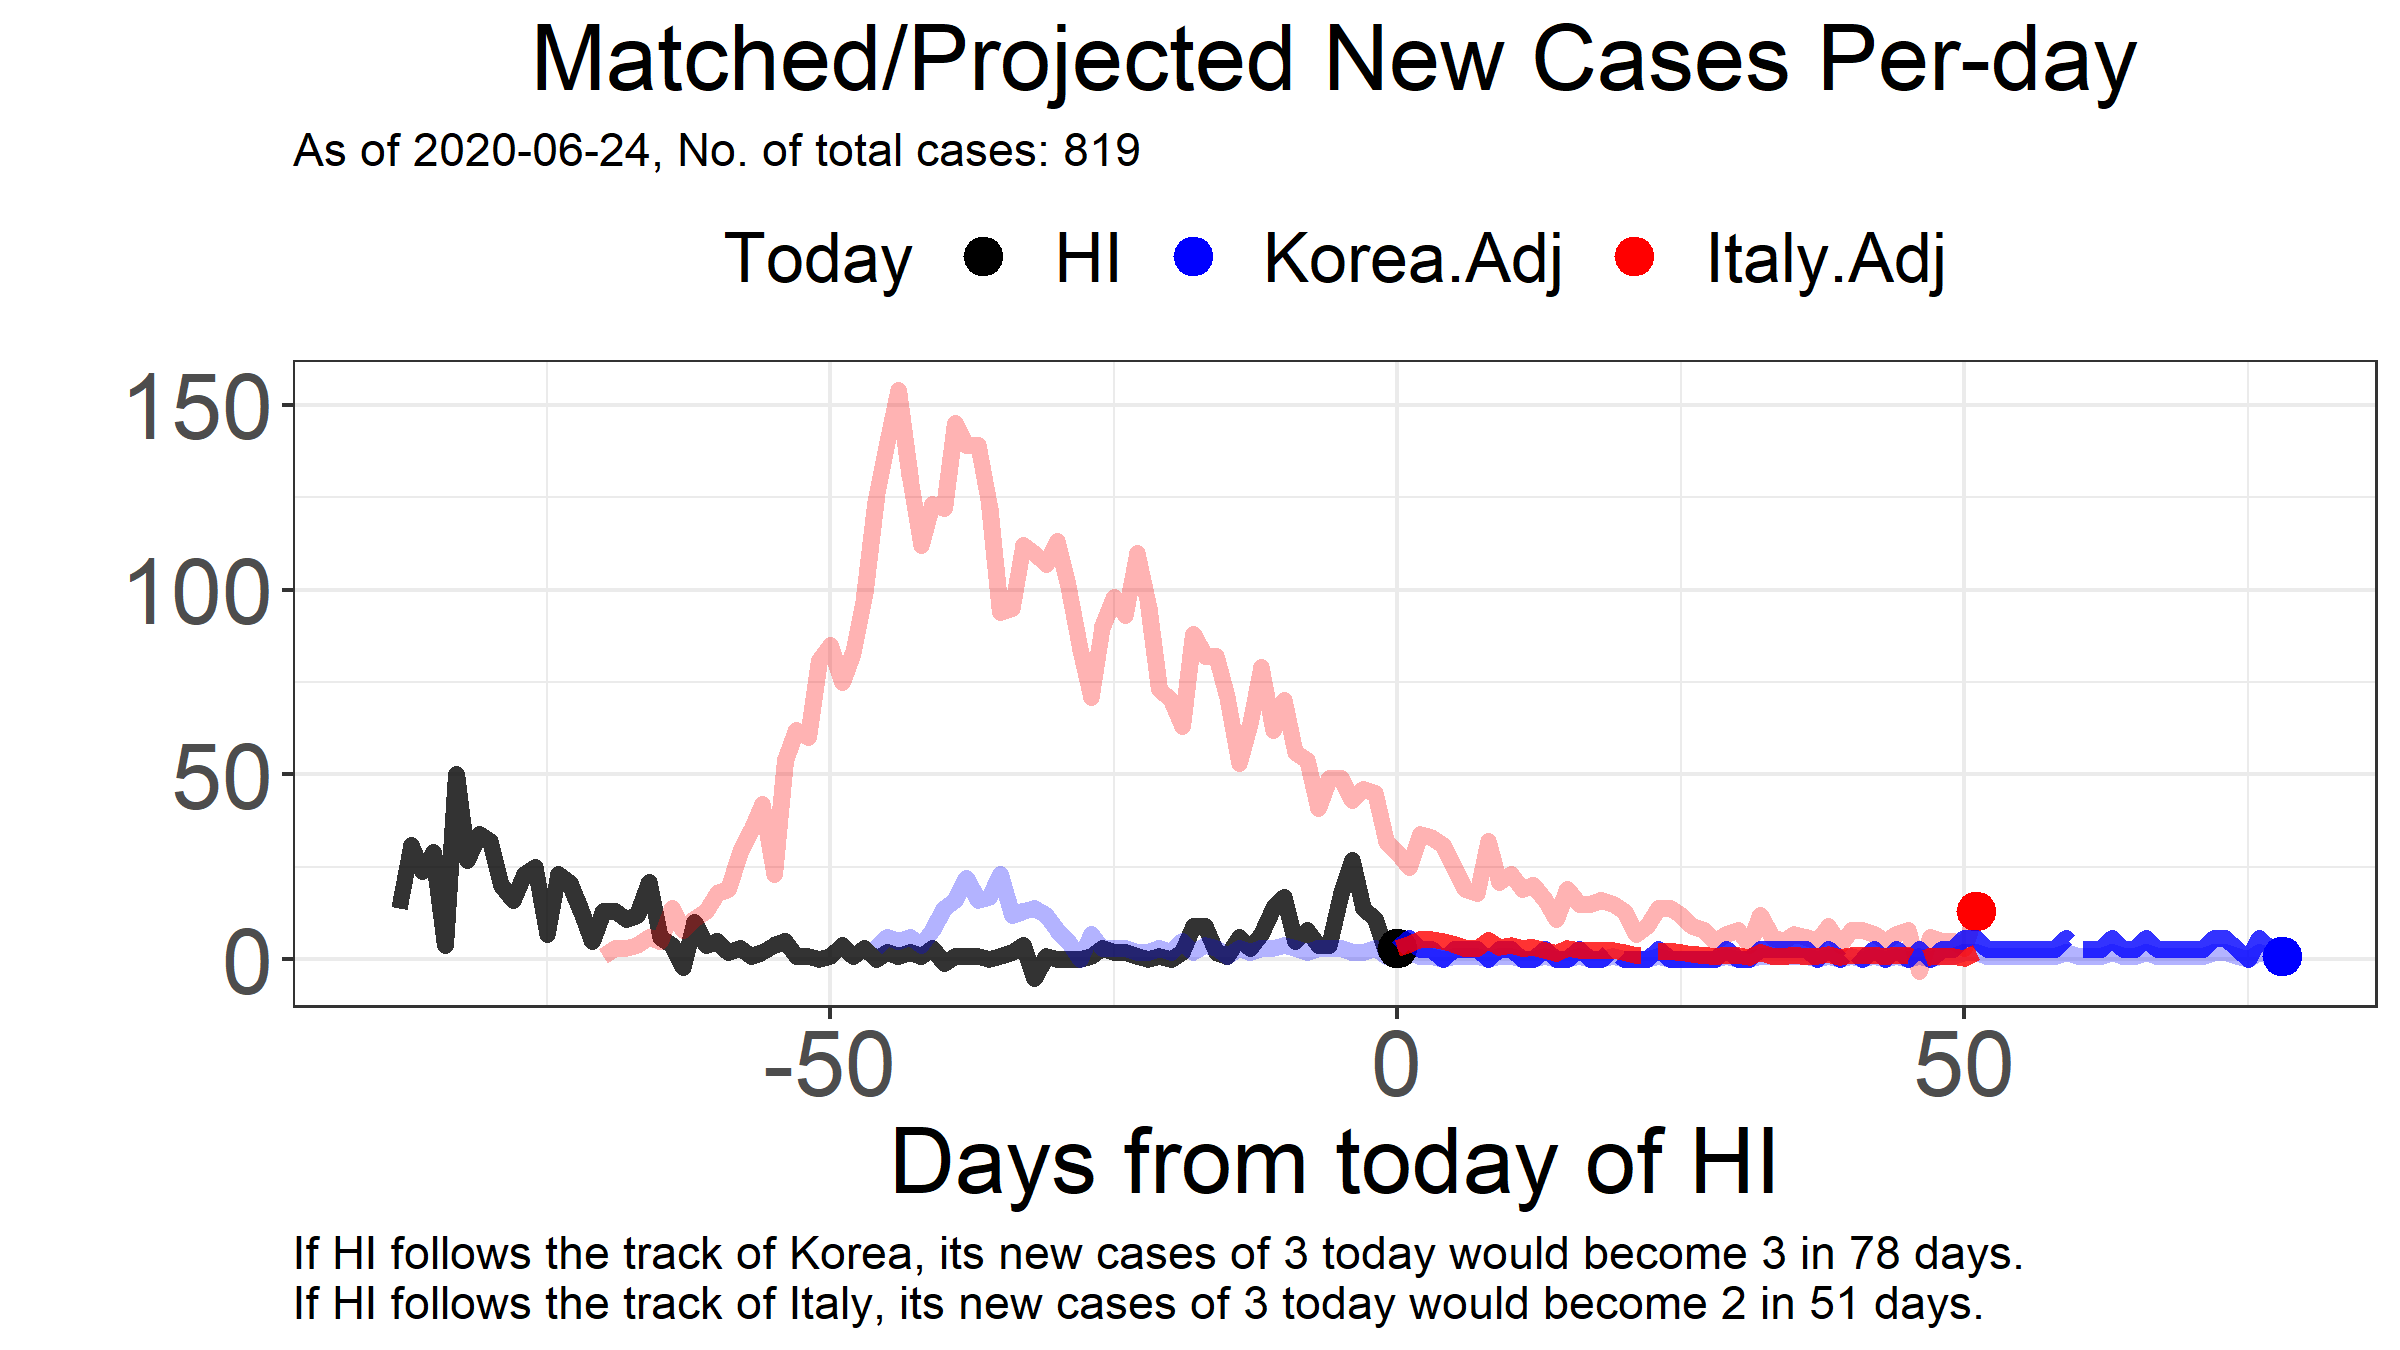 Matched/Projected New Cases Per-day
As of 2020-06-24, No. of total cases: 819
Today HI Korea.Adj Italy.Adj
150
100
50
0
-50 0 50
Days from today of HI
If HI follows the track of Korea, its new cases of 3 today would become 3 in 78 days.
If HI follows the track of Italy, its new cases of 3 today would become 2 in 51 days.